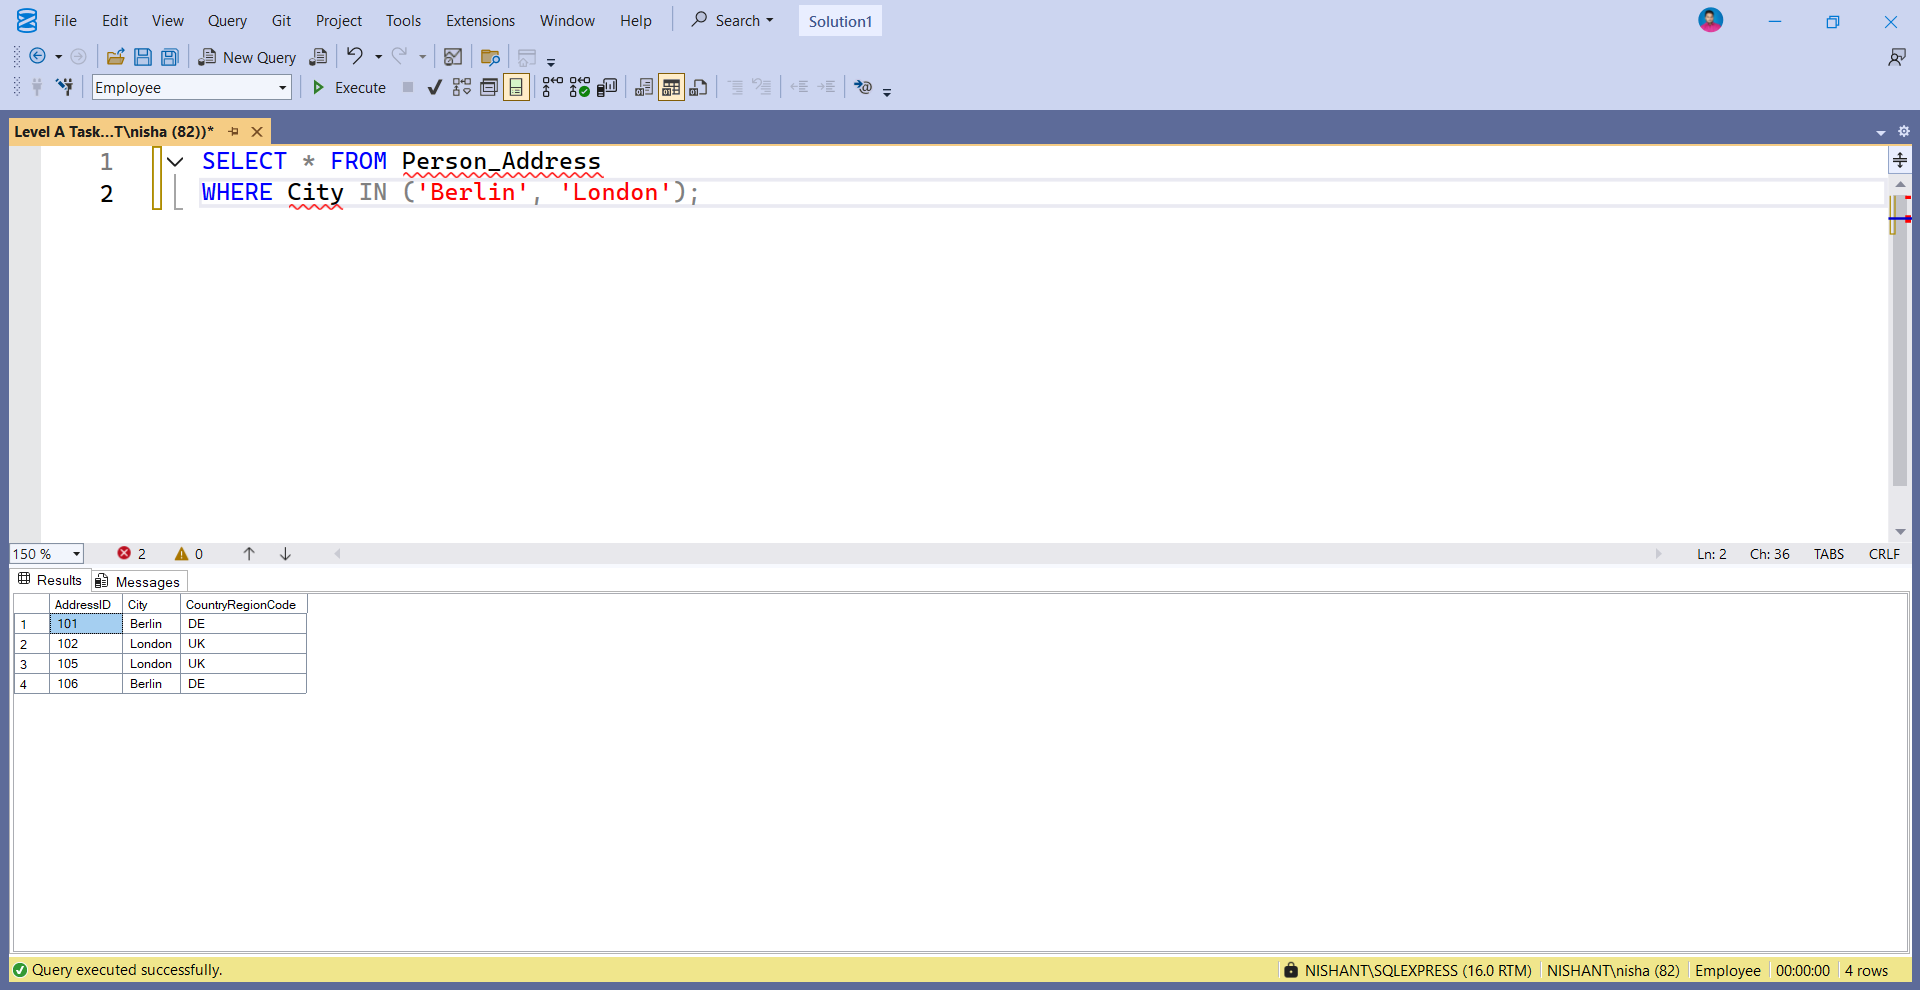 File Edit View Query Git Project Tools Extensions Window Help Search Solution1
New Query
Employee Execute
Level A Task...T\nisha (82))*
1 SELECT * FROM Person_Address
2 WHERE City IN ('Berlin', 'London');
150 % 2 0 Ln: 2 Ch: 36 TABS CRLF
Results Messages
AddressID City CountryRegionCode
1 101 Berlin DE
2 102 London UK
3 105 London UK
4 106 Berlin DE
Query executed successfully. NISHANT\SQLEXPRESS (16.0 RTM) NISHANT\nisha (82) Employee 00:00:00 4 rows